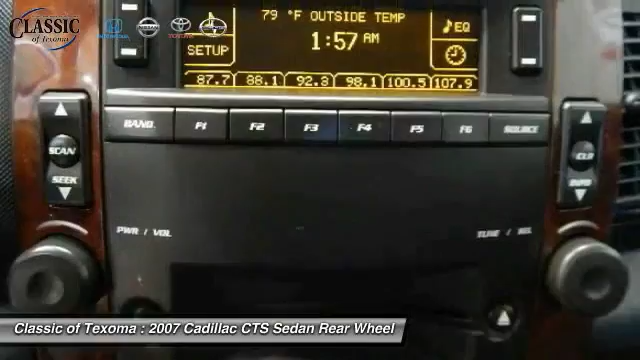 CLASSIC
of Texoma
79 °F OUTSIDE TEMP
1:57 AM
EQ
SETUP
87.7 88.1 92.3 98.1 100.5 107.9
BAND F1 F2 F3 F4 F5 F6 SOURCE
SCAN
SEEK
CLR
INFO
PWR / VOL
TUNE / SEL
Classic of Texoma : 2007 Cadillac CTS Sedan Rear Wheel